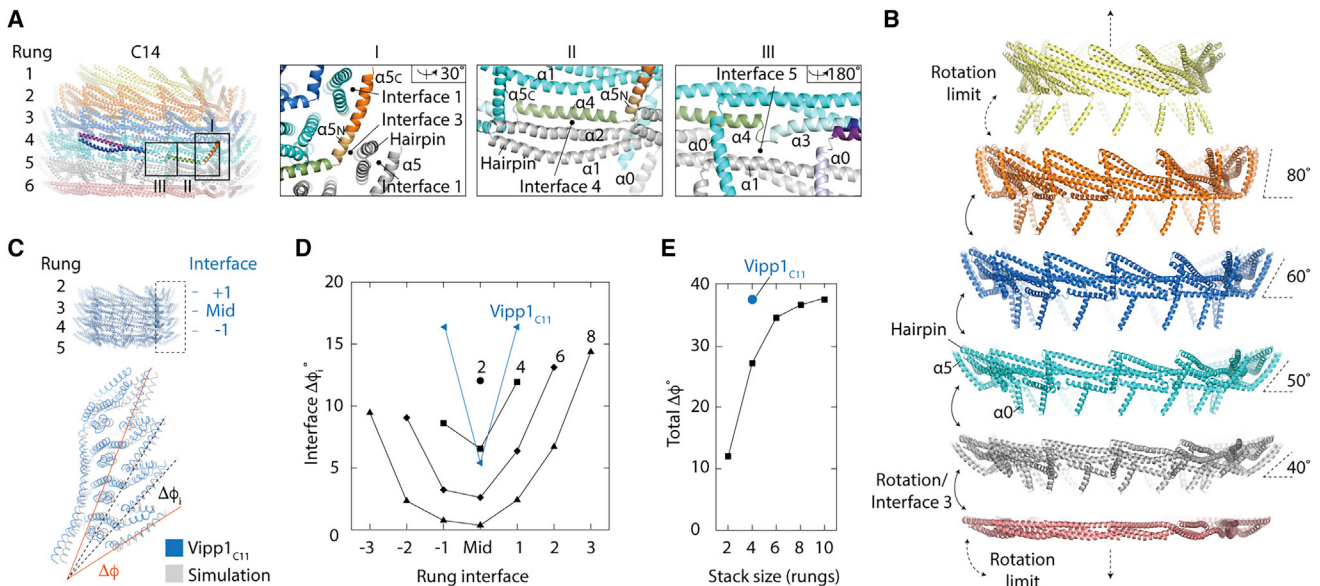 A
Rung
C14
1
2
3
4
5
6
I
III
II
I
30°
α5C
Interface 1
α5N
Interface 3
Hairpin
α5
Interface 1
II
α1
α5C
α4
α5N
α2
Hairpin
α1
Interface 4
α0
III
Interface 5
180°
α4
α3
α0
α0
α1
B
Rotation
limit
80°
60°
Hairpin
α5
α0
50°
40°
Rotation/
Interface 3
Rotation
limit
C
Rung
Interface
2
3
4
5
+1
Mid
-1
Δϕi
Δϕ
Vipp1C11
Simulation
D
Interface Δϕi°
20
15
10
5
0
Vipp1C11
2
4
6
8
-3
-2
-1
Mid
1
2
3
Rung interface
E
Vipp1C11
Total Δϕ°
40
30
20
10
0
2
4
6
8
10
Stack size (rungs)